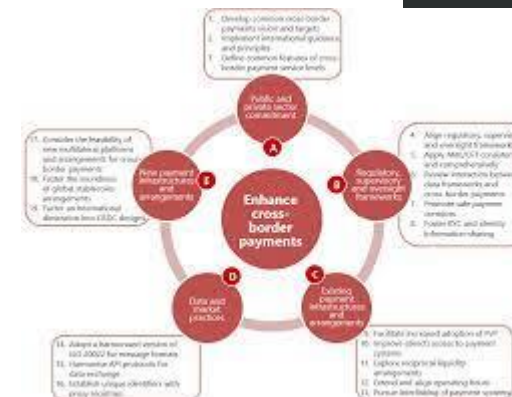 1. Develop common cross-border
payments vision and targets
2. Implement international guidance
and principles
3. Define common features of cross-
border payment service levels
Public and
private sector
commitment
A
17. Consider the feasibility of
new multilateral platforms
and arrangements for cross-
border payments
18. Foster the soundness
of global stablecoin
arrangements
19. Factor an international
dimension into CBDC designs
New payment
infrastructures
and
arrangements
E
Enhance
cross-
border
payments
B
Regulatory,
supervisory
and oversight
frameworks
4. Align regulatory,
and oversight
5. Apply AML/CFT
and comprehensively
6. Review interaction
data frameworks and
cross-border payments
7. Promote safe payment
corridors
8. Foster KYC and identity
information-sharing
D
Data and
market
practices
C
Existing
payment
infrastructures
and
arrangements
14. Adopt a harmonised version of
ISO 20022 for message formats
15. Harmonise API protocols for
data exchange
16. Establish unique identifiers with
proxy registries
9. Facilitate increased adoption of PvP
10. Improve (direct) access to payment
systems
11. Explore reciprocal liquidity
arrangements
12. Extend and align operating hours
13. Pursue interlinking of payment systems